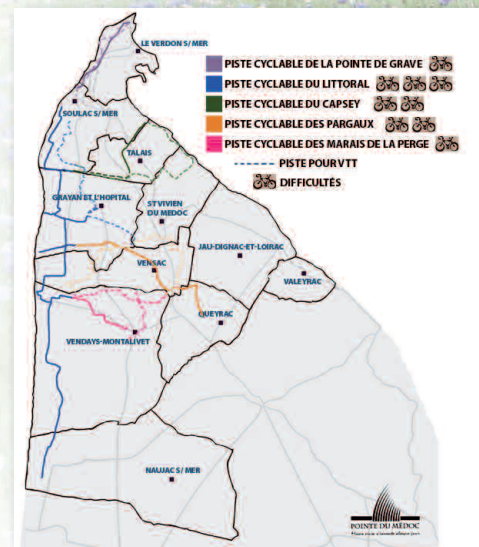 LE VERDON S/MER
PISTE CYCLABLE DE LA POINTE DE GRAVE
PISTE CYCLABLE DU LITTORAL
PISTE CYCLABLE DU CAPSEY
PISTE CYCLABLE DES PARGAUX
PISTE CYCLABLE DES MARAIS DE LA PERGE
PISTE POUR VTT
DIFFICULTÉS
SOULAC S/MER
TALAIS
GRAYAN ET L'HOPITAL
ST VIVIEN
DU MEDOC
JAU-DIGNAC-ET-LOIRAC
VENSAC
VALEYRAC
QUEYRAC
VENDAYS-MONTALIVET
NAUJAC S/MER
POINTE DU MÉDOC